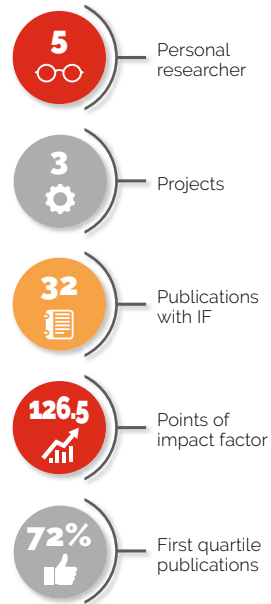 5
Personal
researcher
3
Projects
32
Publications
with IF
126.5
Points of
impact factor
72%
First quartile
publications